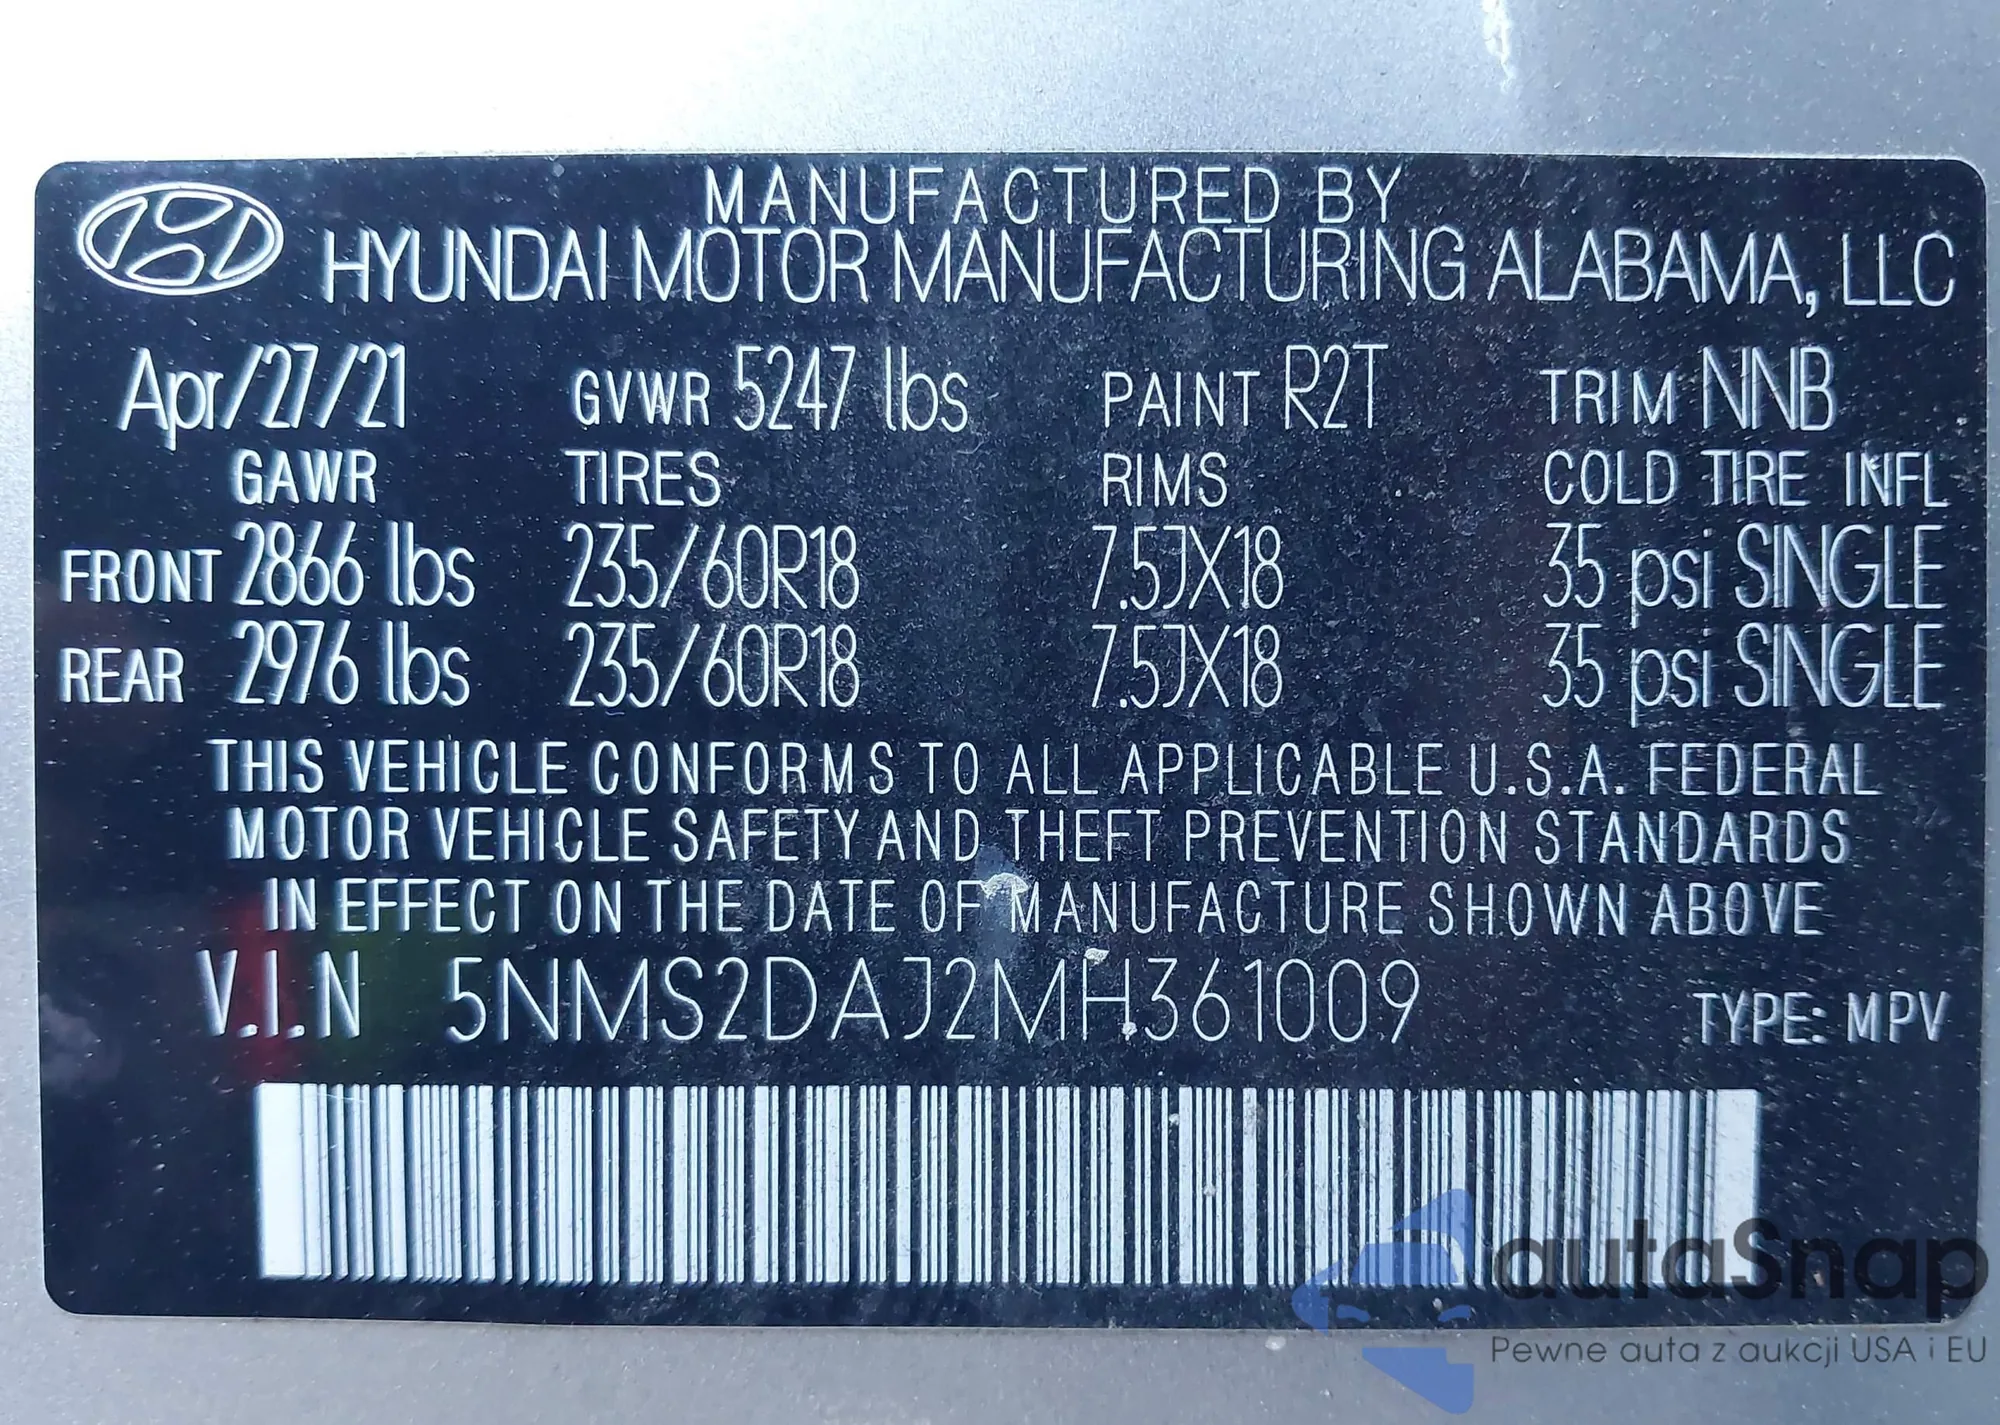 MANUFACTURED BY
HYUNDAI MOTOR MANUFACTURING ALABAMA, LLC
Apr/27/21 GVWR 5247 lbs PAINT R2T TRIM NNB
GAWR TIRES RIMS COLD TIRE INFL
FRONT 2866 lbs 235/60R18 7.5JX18 35 psi SINGLE
REAR 2976 lbs 235/60R18 7.5JX18 35 psi SINGLE
THIS VEHICLE CONFORMS TO ALL APPLICABLE U.S.A. FEDERAL
MOTOR VEHICLE SAFETY AND THEFT PREVENTION STANDARDS
IN EFFECT ON THE DATE OF MANUFACTURE SHOWN ABOVE
V.I.N 5NMS2DAJ2MH361009 TYPE: MPV
autaSnap
Pewne auta z aukcji USA i EU